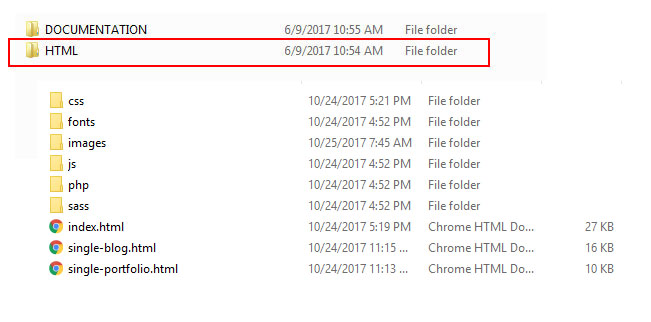 DOCUMENTATION 6/9/2017 10:55 AM File folder
HTML 6/9/2017 10:54 AM File folder
css 10/24/2017 5:21 PM File folder
fonts 10/24/2017 4:52 PM File folder
images 10/25/2017 7:45 AM File folder
js 10/24/2017 4:52 PM File folder
php 10/24/2017 4:52 PM File folder
sass 10/24/2017 4:52 PM File folder
index.html 10/24/2017 5:19 PM Chrome HTML Do... 27 KB
single-blog.html 10/24/2017 11:15 ... Chrome HTML Do... 16 KB
single-portfolio.html 10/24/2017 11:13 ... Chrome HTML Do... 10 KB